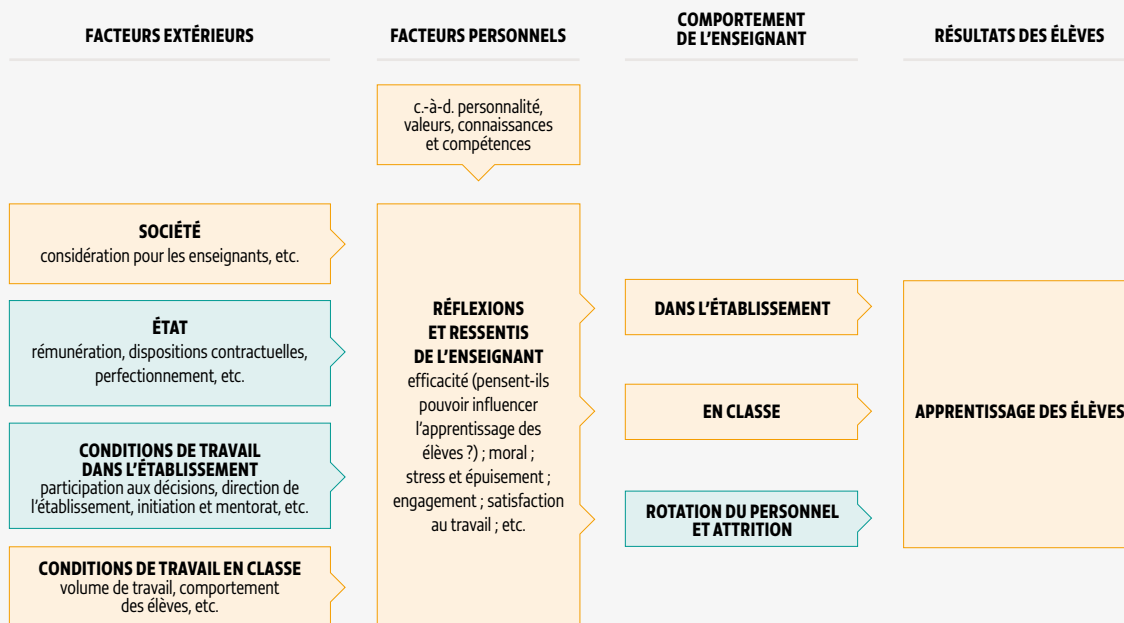 FACTEURS EXTÉRIEURS
FACTEURS PERSONNELS
COMPORTEMENT
DE L'ENSEIGNANT
RÉSULTATS DES ÉLÈVES
c.-à-d. personnalité,
valeurs, connaissances
et compétences
SOCIÉTÉ
considération pour les enseignants, etc.
ÉTAT
rémunération, dispositions contractuelles,
perfectionnement, etc.
CONDITIONS DE TRAVAIL
DANS L'ÉTABLISSEMENT
participation aux décisions, direction de
l'établissement, initiation et mentorat, etc.
CONDITIONS DE TRAVAIL EN CLASSE
volume de travail, comportement
des élèves, etc.
RÉFLEXIONS
ET RESSENTIS
DE L'ENSEIGNANT
efficacité (pensent-ils
pouvoir influencer
l'apprentissage des
élèves ?) ; moral ;
stress et épuisement ;
engagement ; satisfaction
au travail ; etc.
DANS L'ÉTABLISSEMENT
EN CLASSE
ROTATION DU PERSONNEL
ET ATTRITION
APPRENTISSAGE DES ÉLÈVES